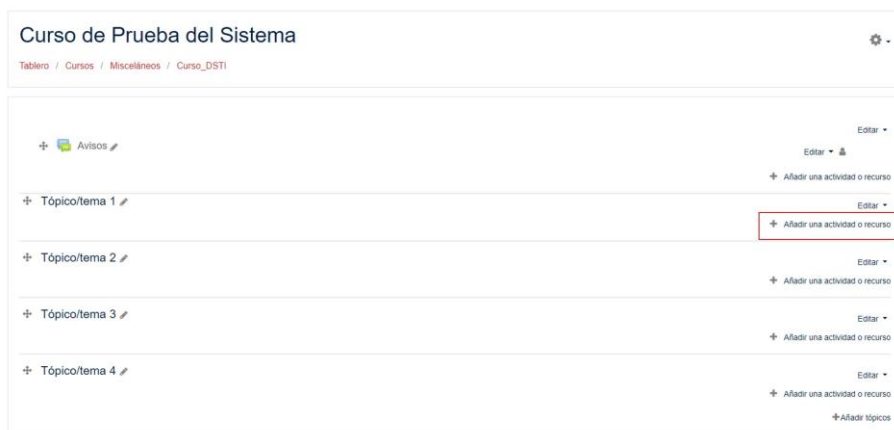 Curso de Prueba del Sistema
Tablero / Cursos / Misceláneos / Curso_DSTI
Editar
Avisos
Editar
Añadir una actividad o recurso
Tópico/tema 1
Editar
Añadir una actividad o recurso
Tópico/tema 2
Editar
Añadir una actividad o recurso
Tópico/tema 3
Editar
Añadir una actividad o recurso
Tópico/tema 4
Editar
Añadir una actividad o recurso
Añadir tópicos